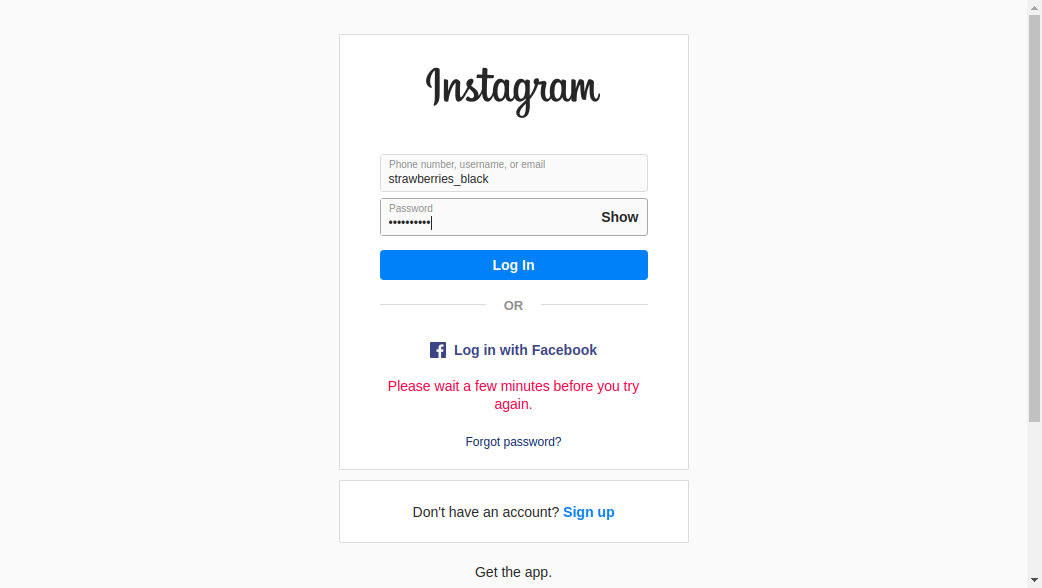 Instagram
Phone number, username, or email
strawberries_black
Password
••••••••••
Show
Log In
OR
Log in with Facebook
Please wait a few minutes before you try
again.
Forgot password?
Don't have an account? Sign up
Get the app.